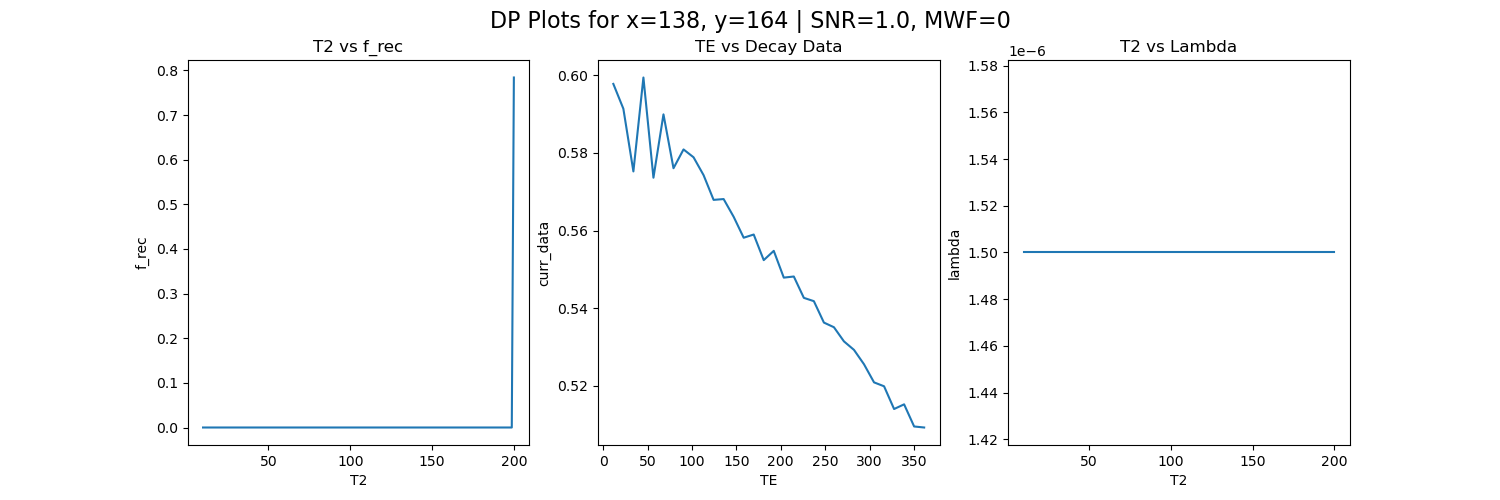 DP Plots for x=138, y=164 | SNR=1.0, MWF=0
T2 vs f_rec
0.8
0.7
0.6
0.5
0.4
0.3
0.2
0.1
0.0
f_rec
50 100 150 200
T2
TE vs Decay Data
0.60
0.58
0.56
0.54
0.52
curr_data
0 50 100 150 200 250 300 350
TE
T2 vs Lambda
1e−6
1.58
1.56
1.54
1.52
1.50
1.48
1.46
1.44
1.42
lambda
50 100 150 200
T2